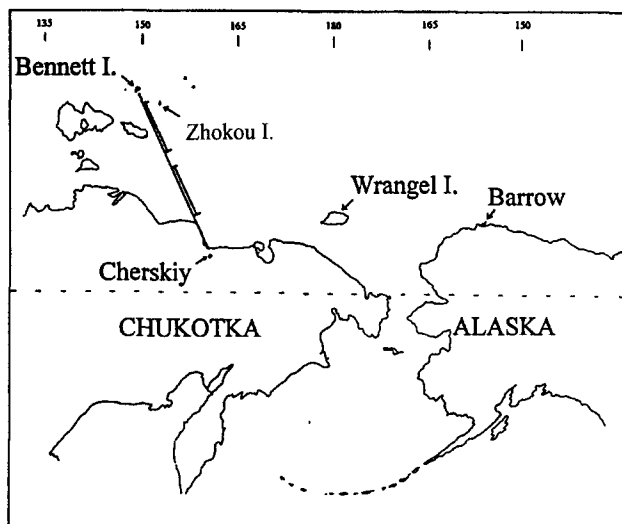 135 150 165 180 165 150
Bennett I.
Zhokou I.
Wrangel I.
Barrow
Cherskiy
CHUKOTKA
ALASKA